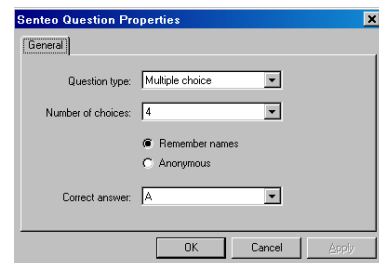 Senteo Question Properties
General
Question type: Multiple choice
Number of choices: 4
Remember names
Anonymous
Correct answer: A
OK Cancel Apply